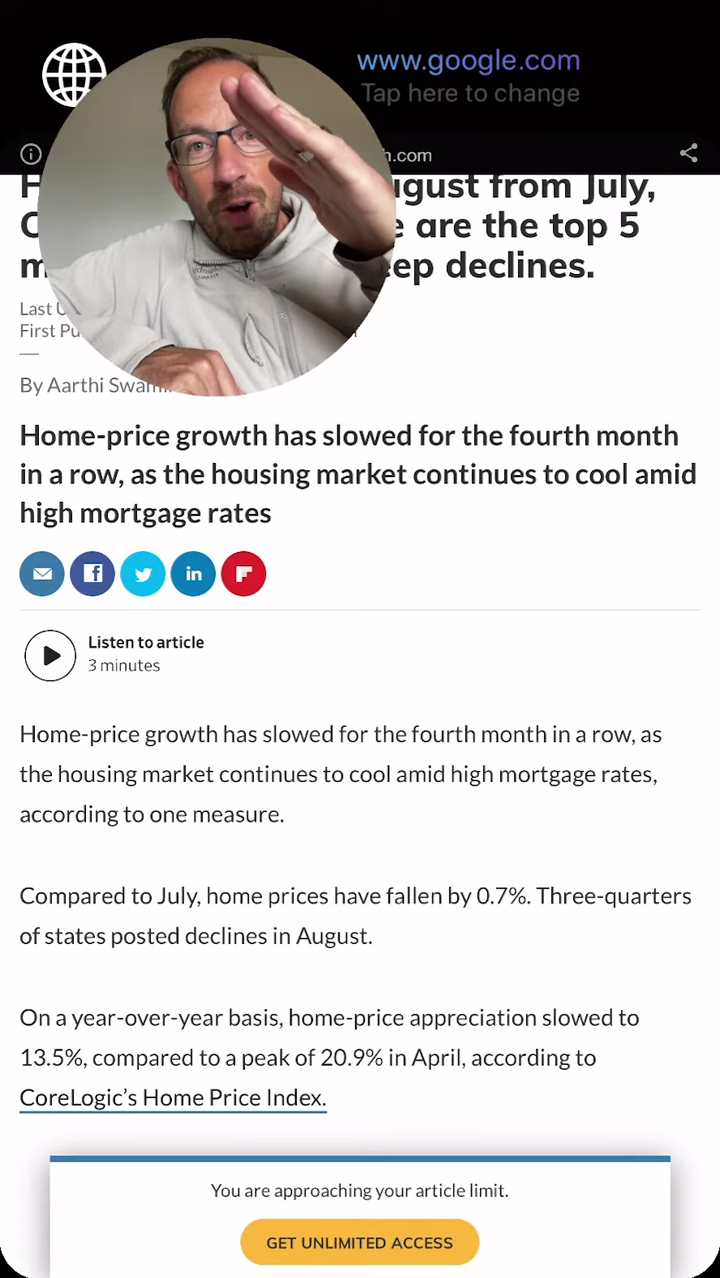 www.google.com
Tap here to change
h.com
August from July,
are the top 5
declines.
Last
First
By Aarthi
Home-price growth has slowed for the fourth month
in a row, as the housing market continues to cool amid
high mortgage rates
f
in
Listen to article
3 minutes
Home-price growth has slowed for the fourth month in a row, as
the housing market continues to cool amid high mortgage rates,
according to one measure.
Compared to July, home prices have fallen by 0.7%. Three-quarters
of states posted declines in August.
On a year-over-year basis, home-price appreciation slowed to
13.5%, compared to a peak of 20.9% in April, according to
CoreLogic's Home Price Index.
You are approaching your article limit.
GET UNLIMITED ACCESS